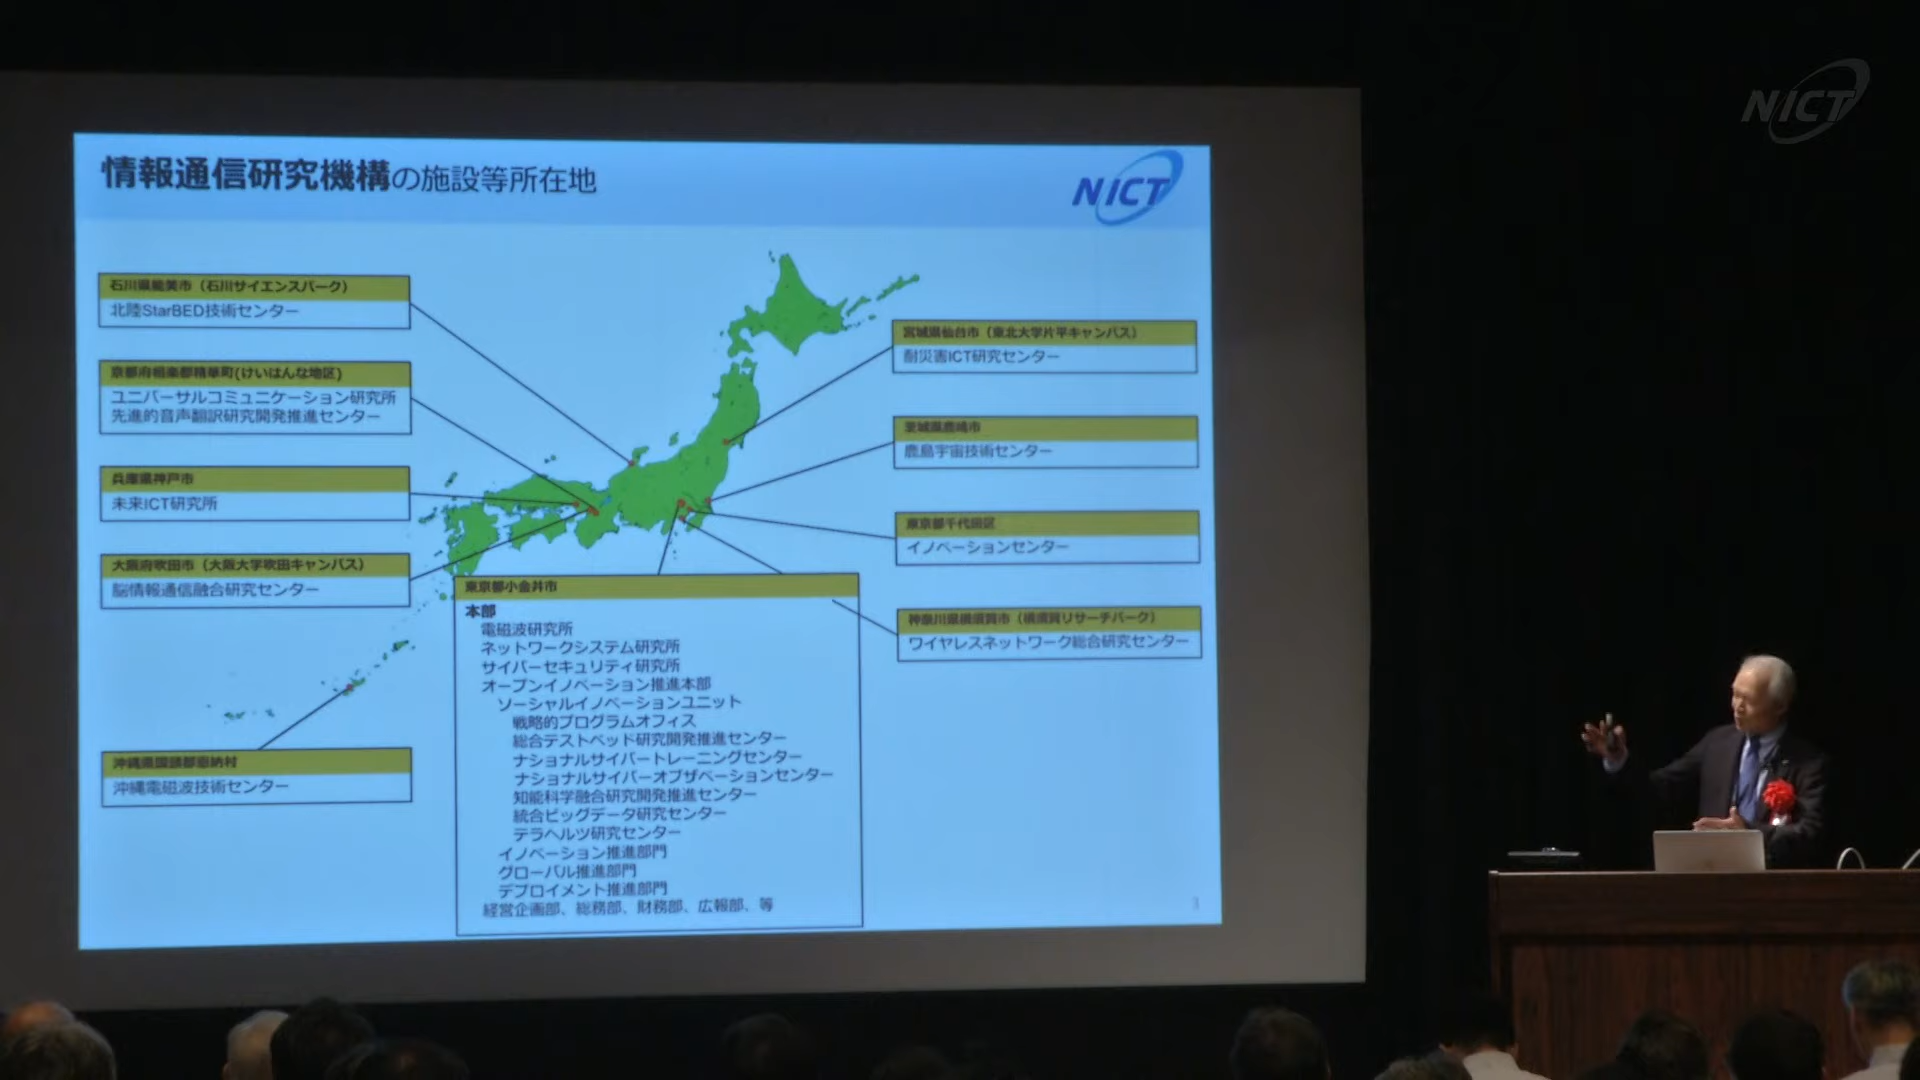 NICT
情報通信研究機構の施設等所在地
NICT
石川県能美市（石川サイエンスパーク）
北陸StarBED技術センター
京都府相楽郡精華町(けいはんな地区)
ユニバーサルコミュニケーション研究所
先進的音声翻訳研究開発推進センター
兵庫県神戸市
未来ICT研究所
大阪府吹田市（大阪大学吹田キャンパス）
脳情報通信融合研究センター
沖縄県国頭郡恩納村
沖縄電磁波技術センター
宮城県仙台市（東北大学片平キャンパス）
耐災害ICT研究センター
茨城県鹿嶋市
鹿島宇宙技術センター
東京都千代田区
イノベーションセンター
神奈川県横須賀市（横須賀リサーチパーク）
ワイヤレスネットワーク総合研究センター
東京都小金井市
本部
電磁波研究所
ネットワークシステム研究所
サイバーセキュリティ研究所
オープンイノベーション推進本部
ソーシャルイノベーションユニット
戦略的プログラムオフィス
総合テストベッド研究開発推進センター
ナショナルサイバートレーニングセンター
ナショナルサイバーオブザベーションセンター
知能科学融合研究開発推進センター
統合ビッグデータ研究センター
テラヘルツ研究センター
イノベーション推進部門
グローバル推進部門
デプロイメント推進部門
経営企画部、総務部、財務部、広報部、等